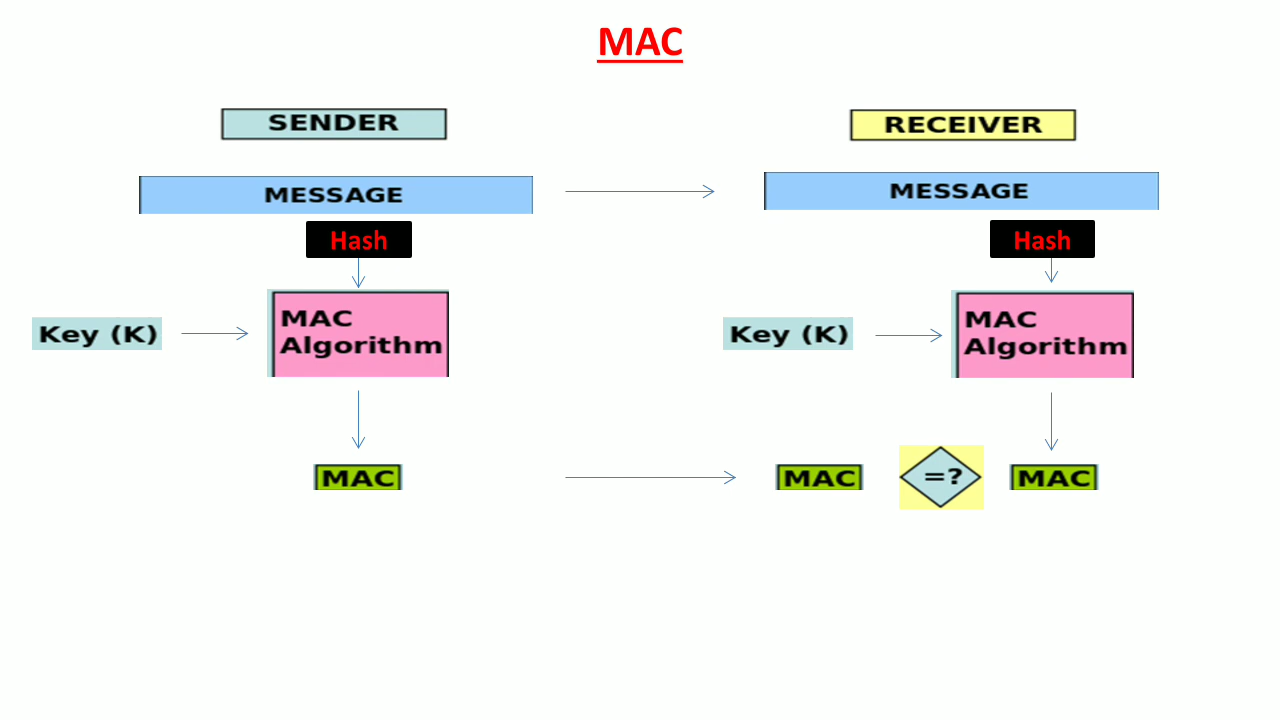 MAC
SENDER
RECEIVER
MESSAGE
MESSAGE
Hash
Hash
Key (K)
MAC
Algorithm
Key (K)
MAC
Algorithm
MAC
MAC
=?
MAC